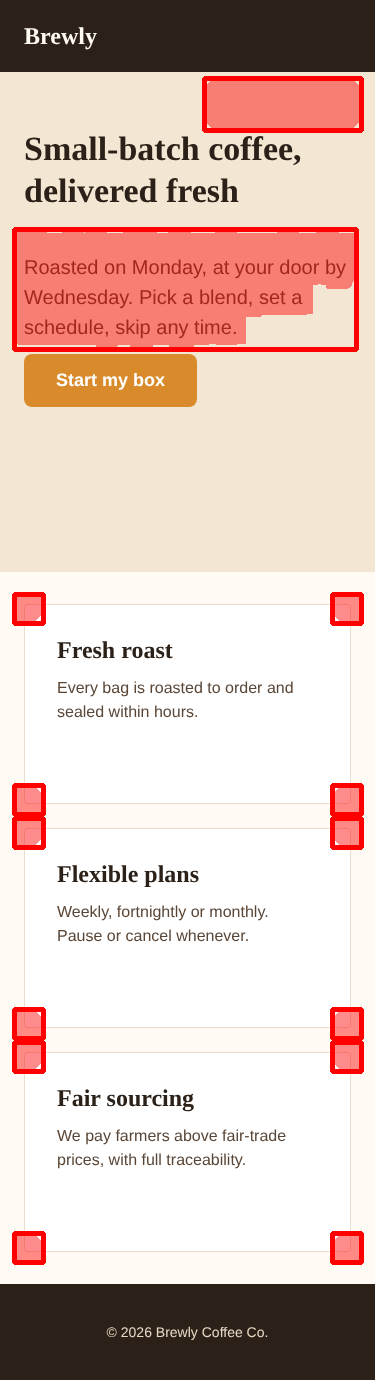 Brewly
Small-batch coffee,
delivered fresh
Roasted on Monday, at your door by
Wednesday. Pick a blend, set a
schedule, skip any time.
Start my box
Fresh roast
Every bag is roasted to order and
sealed within hours.
Flexible plans
Weekly, fortnightly or monthly.
Pause or cancel whenever.
Fair sourcing
We pay farmers above fair-trade
prices, with full traceability.
© 2026 Brewly Coffee Co.